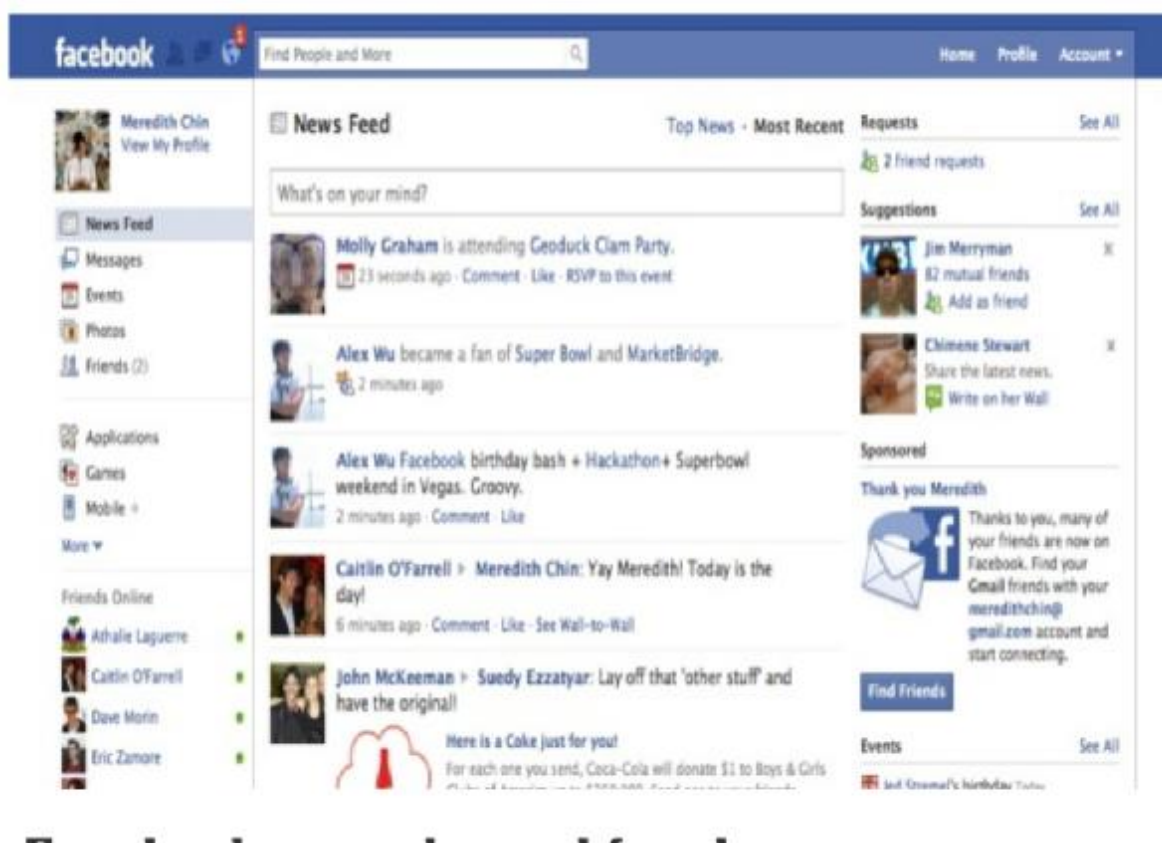 facebook
1
Find People and More
Home Profile Account
Meredith Chin
View My Profile
News Feed
Messages
Events
Photos
Friends (2)
Applications
Games
Mobile
More
Friends Online
Athalie Laguerre
Caitlin O'Farrell
Dave Morin
Eric Zamore
News Feed
Top News · Most Recent
What's on your mind?
Molly Graham is attending Geoduck Clam Party.
23 seconds ago · Comment · Like · RSVP to this event
Alex Wu became a fan of Super Bowl and MarketBridge.
2 minutes ago
Alex Wu Facebook birthday bash + Hackathon+ Superbowl
weekend in Vegas. Groovy.
2 minutes ago · Comment · Like
Caitlin O'Farrell Meredith Chin: Yay Meredith! Today is the
day!
6 minutes ago · Comment · Like · See Wall-to-Wall
John McKeeman Suedy Ezzatyar: Lay off that 'other stuff' and
have the original!
Here is a Coke just for you!
For each one you send, Coca-Cola will donate $1 to Boys & Girls
Requests See All
2 friend requests
Suggestions See All
Jim Merryman x
82 mutual friends
Add as friend
Chimene Stewart x
Share the latest news.
Write on her Wall
Sponsored
Thank you Meredith
Thanks to you, many of
your friends are now on
Facebook. Find your
Gmail friends with your
meredithchin@
gmail.com account and
start connecting.
f
Find Friends
Events See All
birthday Today